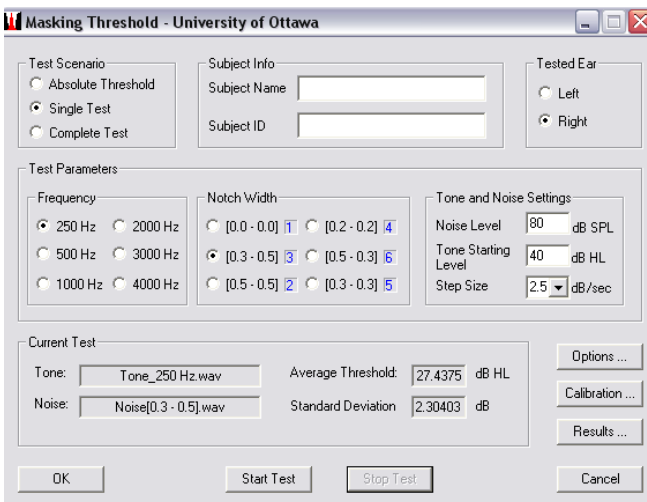 Masking Threshold - University of Ottawa
Test Scenario
Absolute Threshold
Single Test
Complete Test
Subject Info
Subject Name
Subject ID
Tested Ear
Left
Right
Test Parameters
Frequency
250 Hz 2000 Hz
500 Hz 3000 Hz
1000 Hz 4000 Hz
Notch Width
[0.0 - 0.0] 1 [0.2 - 0.2] 4
[0.3 - 0.5] 3 [0.5 - 0.3] 6
[0.5 - 0.5] 2 [0.3 - 0.3] 5
Tone and Noise Settings
Noise Level 80 dB SPL
Tone Starting Level 40 dB HL
Step Size 2.5 dB/sec
Current Test
Tone: Tone_250 Hz.wav
Noise: Noise[0.3 - 0.5].wav
Average Threshold: 27.4375 dB HL
Standard Deviation 2.30403 dB
Options ...
Calibration ...
Results ...
OK
Start Test
Stop Test
Cancel